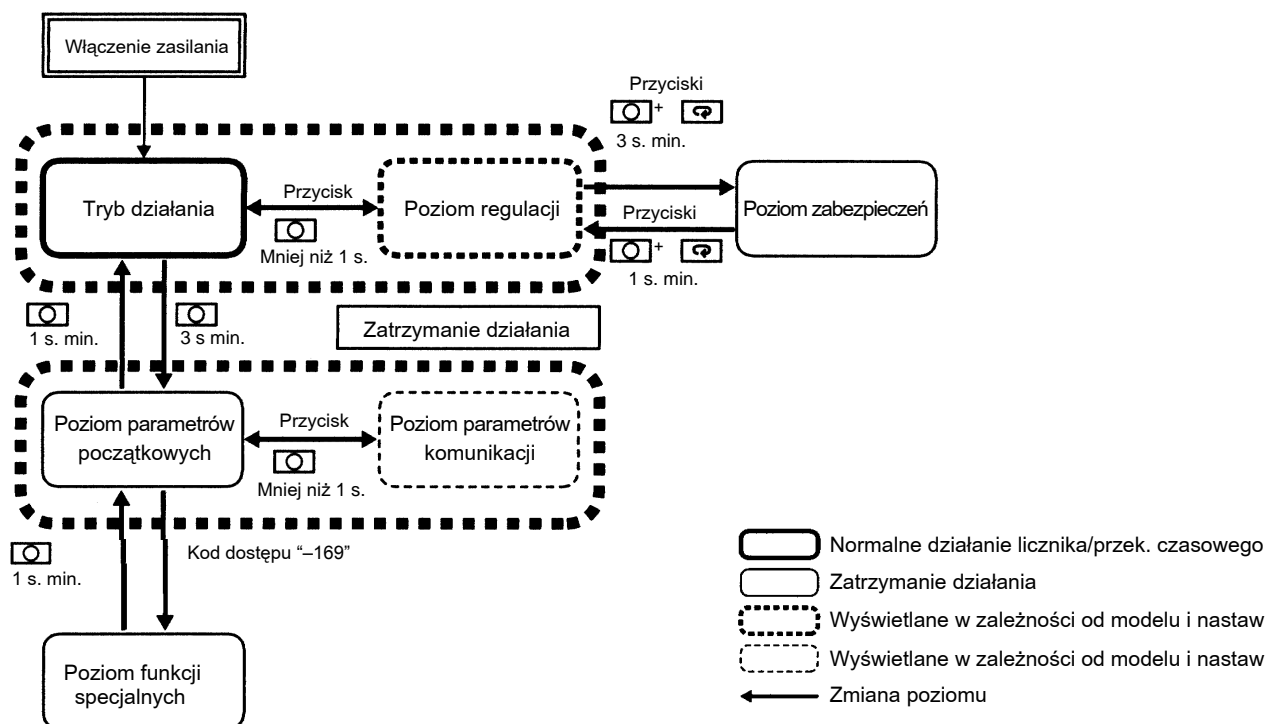 Włączenie zasilania
Przyciski
+
3 s. min.
Tryb działania
Przycisk
Mniej niż 1 s.
Poziom regulacji
Przyciski
+
1 s. min.
Poziom zabezpieczeń
1 s. min.
3 s min.
Zatrzymanie działania
Poziom parametrów
początkowych
Przycisk
Mniej niż 1 s.
Poziom parametrów
komunikacji
1 s. min.
Kod dostępu “–169”
Poziom funkcji
specjalnych
Normalne działanie licznika/przek. czasowego
Zatrzymanie działania
Wyświetlane w zależności od modelu i nastaw
Wyświetlane w zależności od modelu i nastaw
Zmiana poziomu